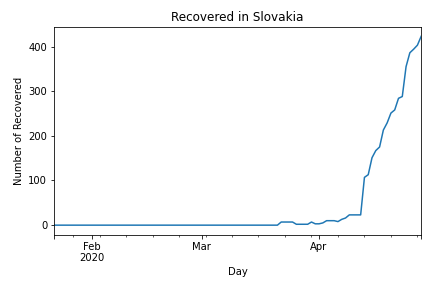 Recovered in Slovakia
Number of Recovered
400
300
200
100
0
Feb
2020
Mar
Apr
Day